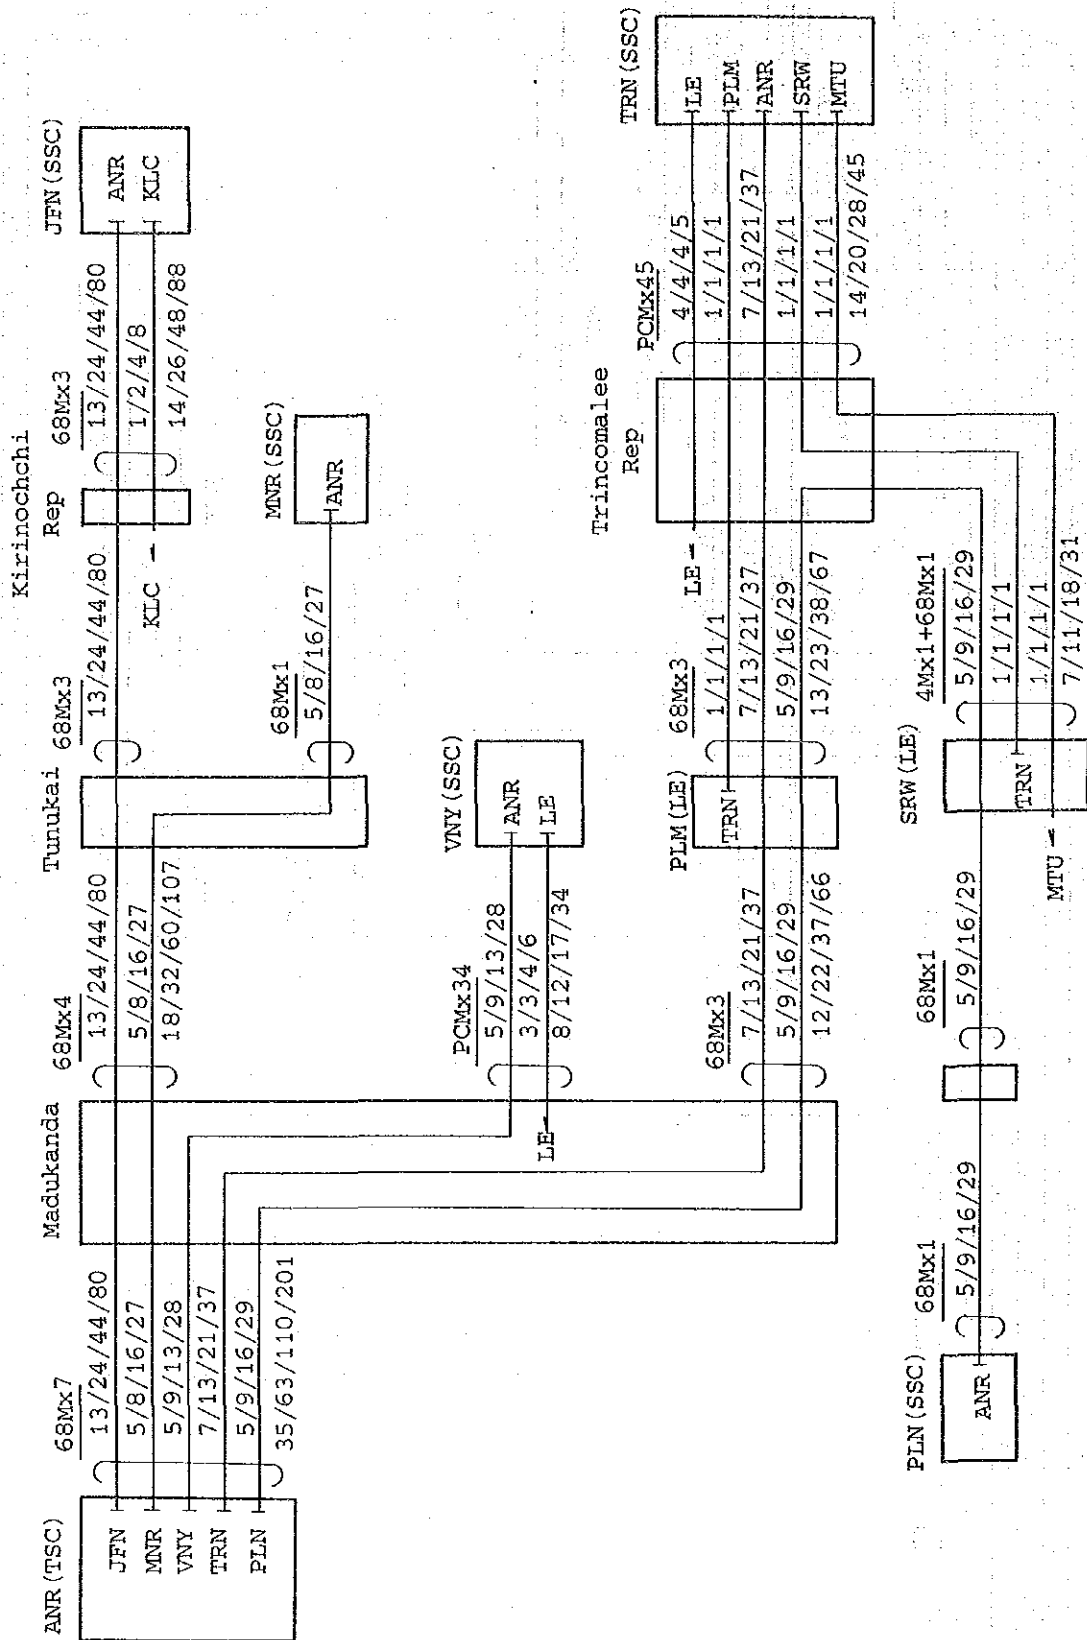 ANR(TSC)
JFN
MNR
VNY
TRN
PLN
68Mx7
13/24/44/80
5/8/16/27
5/9/13/28
7/13/21/37
5/9/16/29
35/63/110/201
Madukanda
LE
68Mx4
13/24/44/80
5/8/16/27
18/32/60/107
Tunukai
68Mx3
13/24/44/80
Kirinochchi
Rep
KLC
68Mx3
13/24/44/80
1/2/4/8
14/26/48/88
JFN(SSC)
ANR
KLC
68Mx1
5/8/16/27
MNR(SSC)
ANR
PCMx34
5/9/13/28
3/3/4/6
8/12/17/34
VNY(SSC)
ANR
LE
68Mx3
7/13/21/37
5/9/16/29
12/22/37/66
PLM(LE)
TRN
68Mx3
1/1/1/1
7/13/21/37
5/9/16/29
13/23/38/67
LE
Trincomalee
Rep
PCMx45
4/4/4/5
1/1/1/1
7/13/21/37
1/1/1/1
1/1/1/1
14/20/28/45
TRN(SSC)
LE
PLM
ANR
SRW
MTU
PLN(SSC)
ANR
68Mx1
5/9/16/29
68Mx1
5/9/16/29
MTU
SRW(LE)
TRN
4Mx1+68Mx1
5/9/16/29
1/1/1/1
1/1/1/1
7/11/18/31